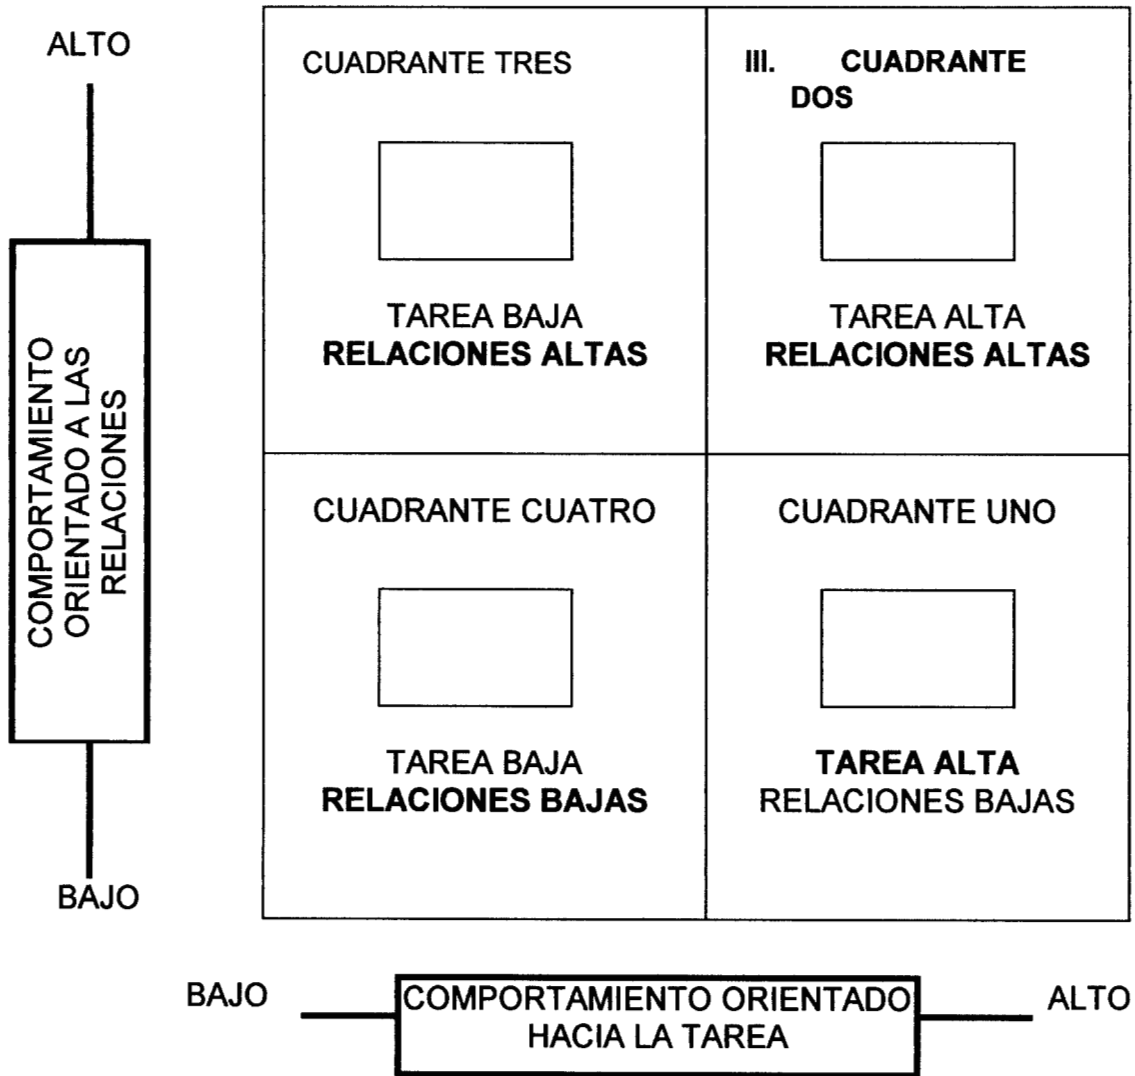 ALTO
CUADRANTE TRES
III. CUADRANTE
DOS
TAREA BAJA
RELACIONES ALTAS
TAREA ALTA
RELACIONES ALTAS
COMPORTAMIENTO
ORIENTADO A LAS
RELACIONES
CUADRANTE CUATRO
CUADRANTE UNO
TAREA BAJA
RELACIONES BAJAS
TAREA ALTA
RELACIONES BAJAS
BAJO
BAJO
COMPORTAMIENTO ORIENTADO
HACIA LA TAREA
ALTO